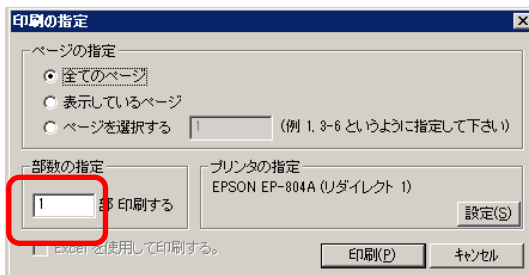 印刷の指定
ページの指定
全てのページ
表示しているページ
ページを選択する 1 (例 1, 3-6 というように指定して下さい)
部数の指定
1 部 印刷する
プリンタの指定
EPSON EP-804A (リダイレクト 1)
設定(S)
Excel を使用して印刷する。
印刷(P) キャンセル